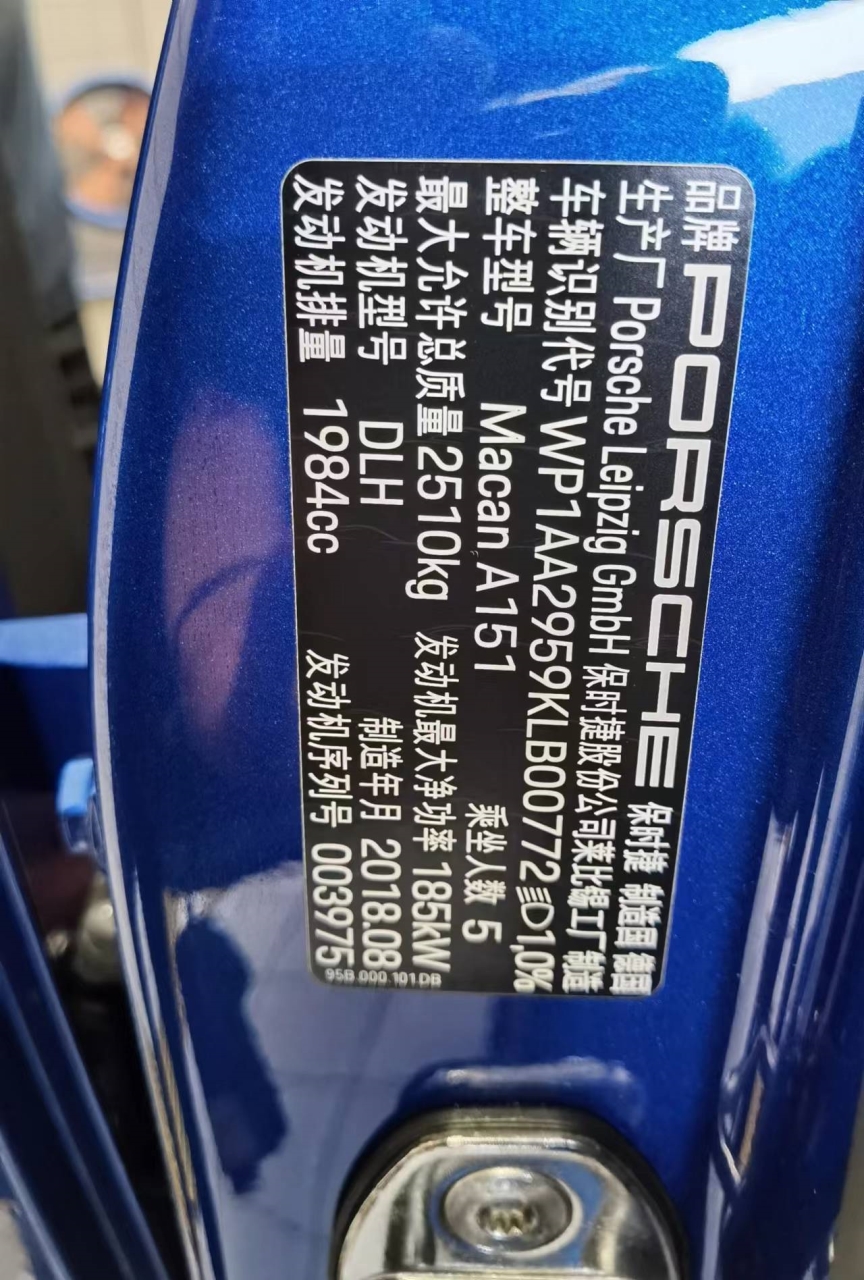 品牌 PORSCHE 保时捷 制造国 德国
生产厂 Porsche Leipzig GmbH 保时捷股份公司莱比锡工厂制造
车辆识别代号 WP1AA2959KLB00772 1,0%
整车型号 Macan A151 乘坐人数 5
最大允许总质量 2510kg 发动机最大净功率 185kW
发动机型号 DLH 制造年月 2018.08
发动机排量 1984cc 发动机序列号 003975
95B.000.101DB